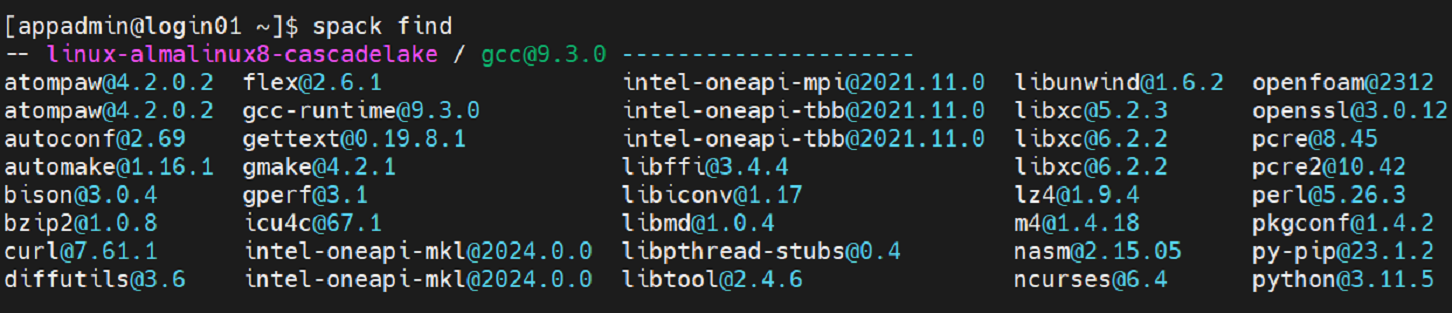 [appadmin@login01 ~]$ spack find
-- linux-almalinux8-cascadelake / gcc@9.3.0 ---------------------
atompaw@4.2.0.2  flex@2.6.1                 intel-oneapi-mpi@2021.11.0  libunwind@1.6.2  openfoam@2312
atompaw@4.2.0.2  gcc-runtime@9.3.0          intel-oneapi-tbb@2021.11.0  libxc@5.2.3      openssl@3.0.12
autoconf@2.69    gettext@0.19.8.1           intel-oneapi-tbb@2021.11.0  libxc@6.2.2      pcre@8.45
automake@1.16.1  gmake@4.2.1                libffi@3.4.4                libxc@6.2.2      pcre2@10.42
bison@3.0.4      gperf@3.1                  libiconv@1.17               lz4@1.9.4        perl@5.26.3
bzip2@1.0.8      icu4c@67.1                 libmd@1.0.4                 m4@1.4.18        pkgconf@1.4.2
curl@7.61.1      intel-oneapi-mkl@2024.0.0  libpthread-stubs@0.4        nasm@2.15.05     py-pip@23.1.2
diffutils@3.6    intel-oneapi-mkl@2024.0.0  libtool@2.4.6               ncurses@6.4      python@3.11.5